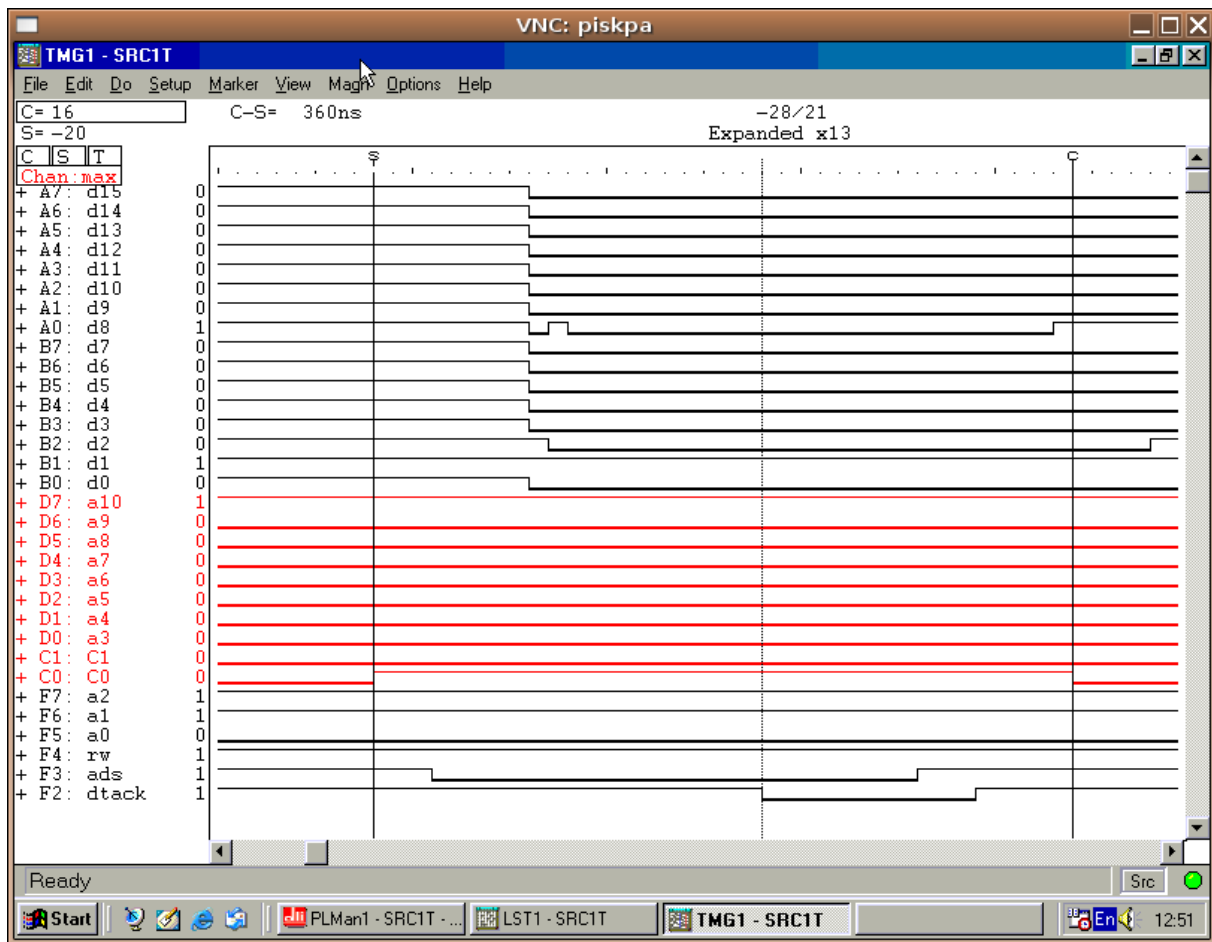 VNC: piskpa
TMG1 - SRC1T
File Edit Do Setup Marker View Magn Options Help
C= 16 C-S= 360ns -28/21
S= -20 Expanded x13
C S T
S C
Chan:max
+ A7: d15 0
+ A6: d14 0
+ A5: d13 0
+ A4: d12 0
+ A3: d11 0
+ A2: d10 0
+ A1: d9 0
+ A0: d8 1
+ B7: d7 0
+ B6: d6 0
+ B5: d5 0
+ B4: d4 0
+ B3: d3 0
+ B2: d2 0
+ B1: d1 1
+ B0: d0 0
+ D7: a10 1
+ D6: a9 0
+ D5: a8 0
+ D4: a7 0
+ D3: a6 0
+ D2: a5 0
+ D1: a4 0
+ D0: a3 0
+ C1: C1 0
+ C0: C0 0
+ F7: a2 1
+ F6: a1 1
+ F5: a0 0
+ F4: rw 1
+ F3: ads 1
+ F2: dtack 1
Ready Src
Start PLMan1 - SRC1T - ... LST1 - SRC1T TMG1 - SRC1T En 12:51